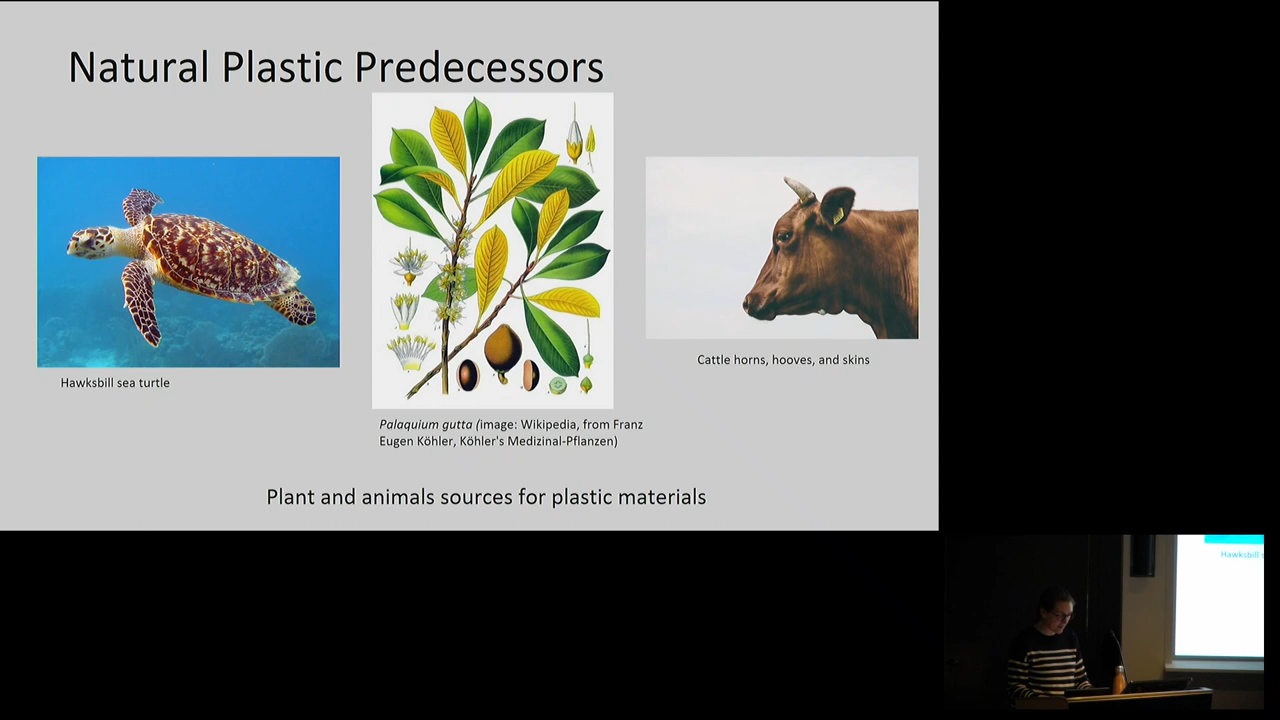 Natural Plastic Predecessors
Hawksbill sea turtle
Palaquium gutta (image: Wikipedia, from Franz
Eugen Köhler, Köhler's Medizinal-Pflanzen)
Cattle horns, hooves, and skins
Plant and animals sources for plastic materials
Hawksbill